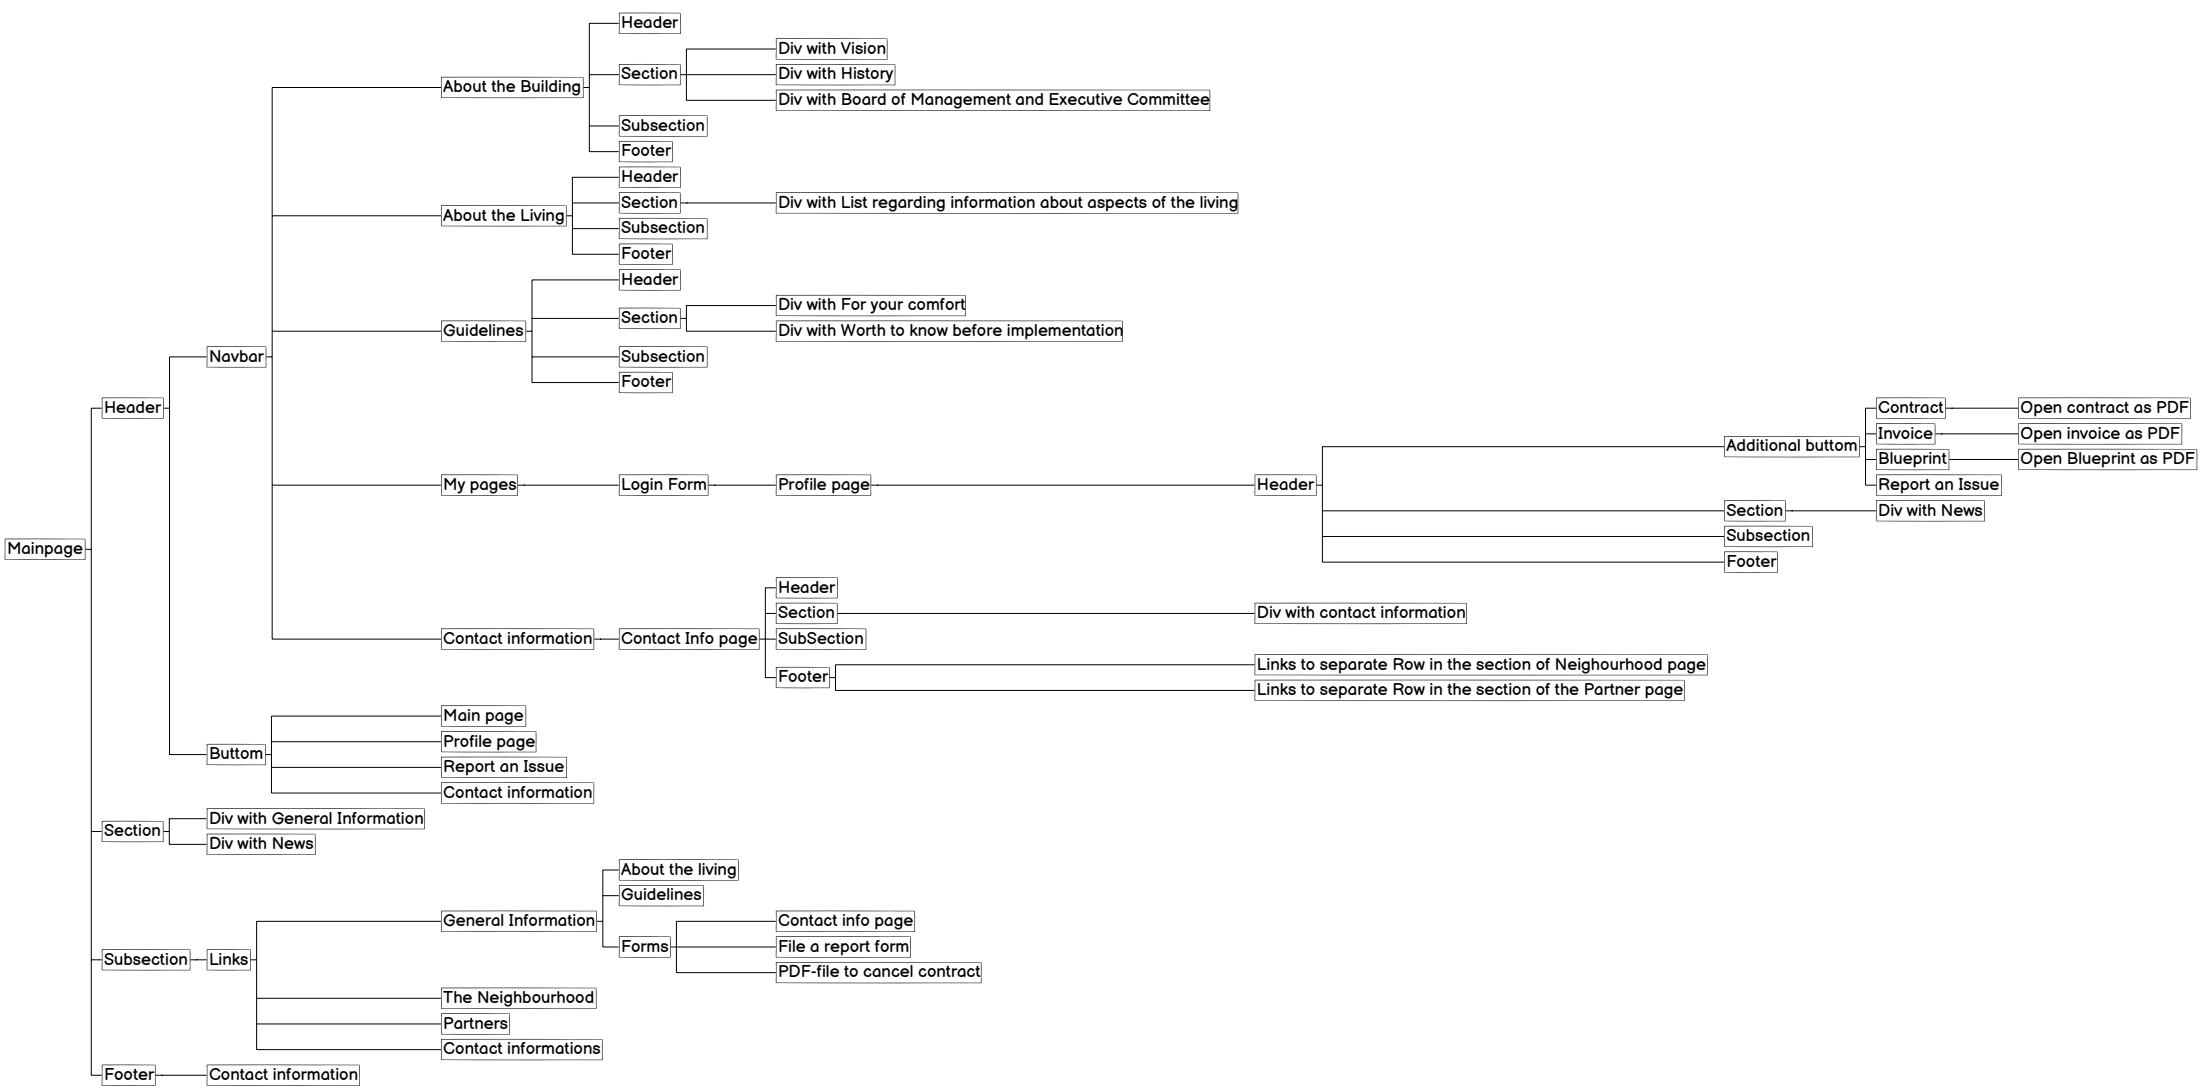 Header
Div with Vision
Section
Div with History
About the Building
Div with Board of Management and Executive Committee
Subsection
Footer
Header
Section
Div with List regarding information about aspects of the living
About the Living
Subsection
Footer
Header
Div with For your comfort
Section
Guidelines
Div with Worth to know before implementation
Navbar
Subsection
Footer
Header
Contract
Open contract as PDF
Invoice
Open invoice as PDF
Additional buttom
Blueprint
Open Blueprint as PDF
My pages
Login Form
Profile page
Header
Report an Issue
Section
Div with News
Subsection
Mainpage
Footer
Header
Section
Div with contact information
Contact information
Contact Info page
SubSection
Links to separate Row in the section of Neighourhood page
Footer
Links to separate Row in the section of the Partner page
Main page
Profile page
Buttom
Report an Issue
Contact information
Div with General Information
Section
Div with News
About the living
Guidelines
General Information
Contact info page
Forms
File a report form
Subsection
Links
PDF-file to cancel contract
The Neighbourhood
Partners
Contact informations
Footer
Contact information